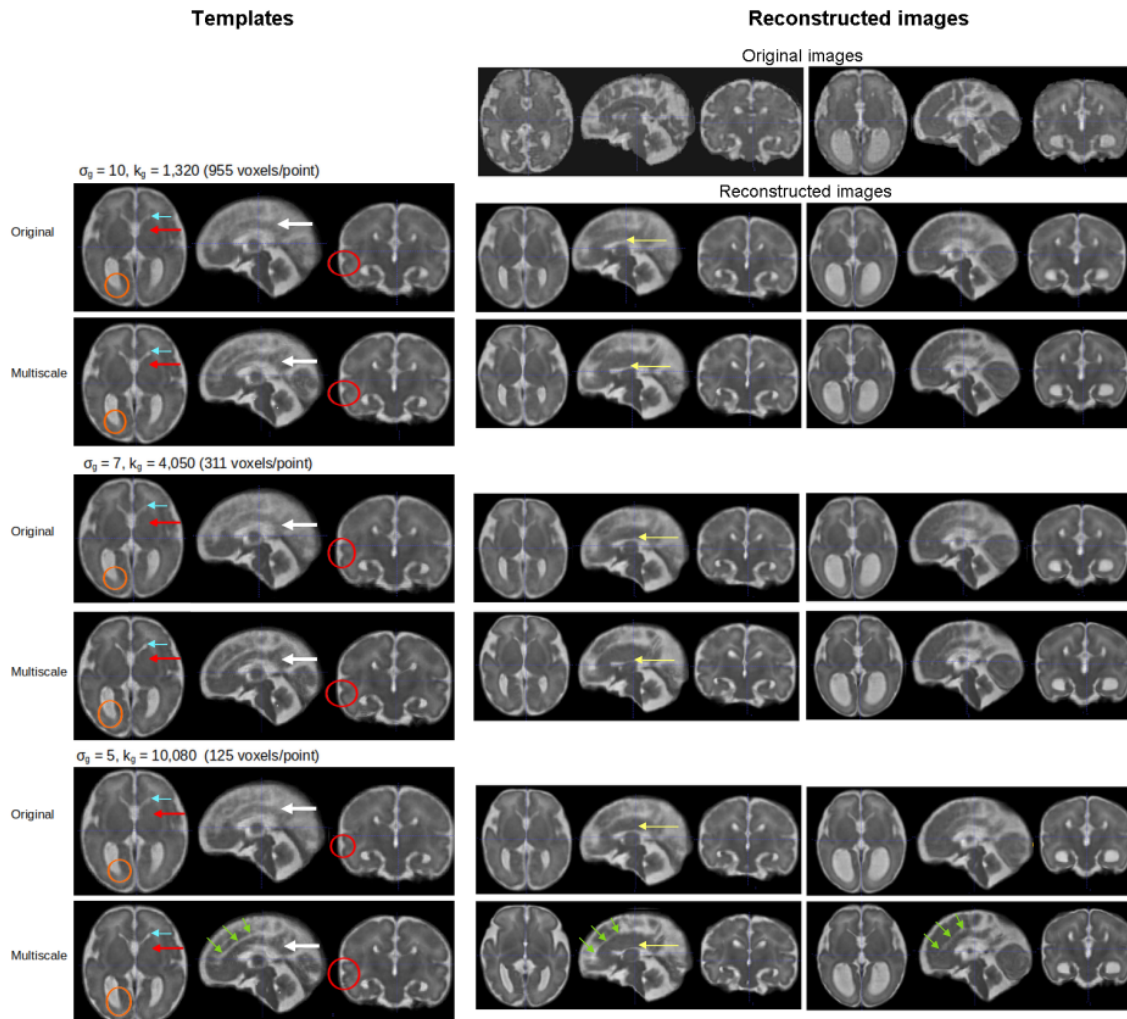 Templates
Reconstructed images
Original images
σg = 10, kg = 1,320 (955 voxels/point)
Reconstructed images
Original
Multiscale
σg = 7, kg = 4,050 (311 voxels/point)
Original
Multiscale
σg = 5, kg = 10,080  (125 voxels/point)
Original
Multiscale